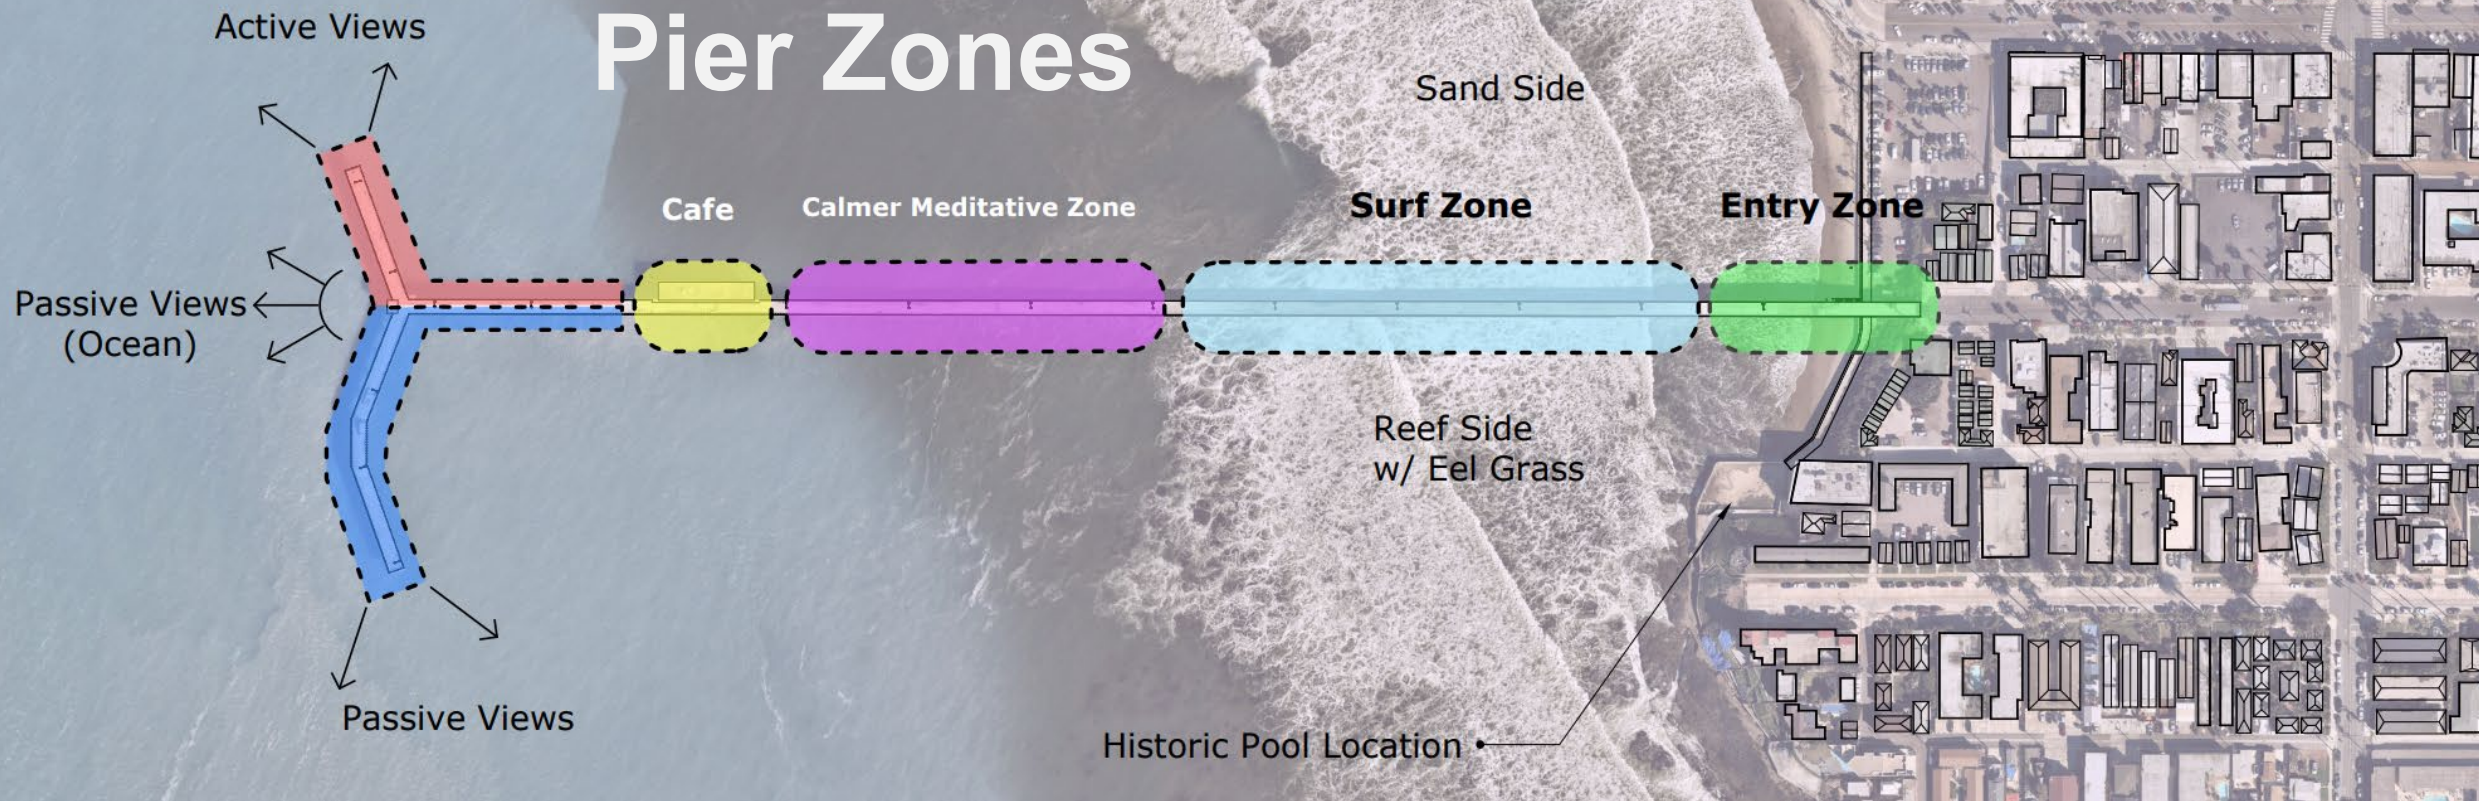 Pier Zones
Active Views
Sand Side
Cafe
Calmer Meditative Zone
Surf Zone
Entry Zone
Passive Views
(Ocean)
Reef Side
w/ Eel Grass
Passive Views
Historic Pool Location